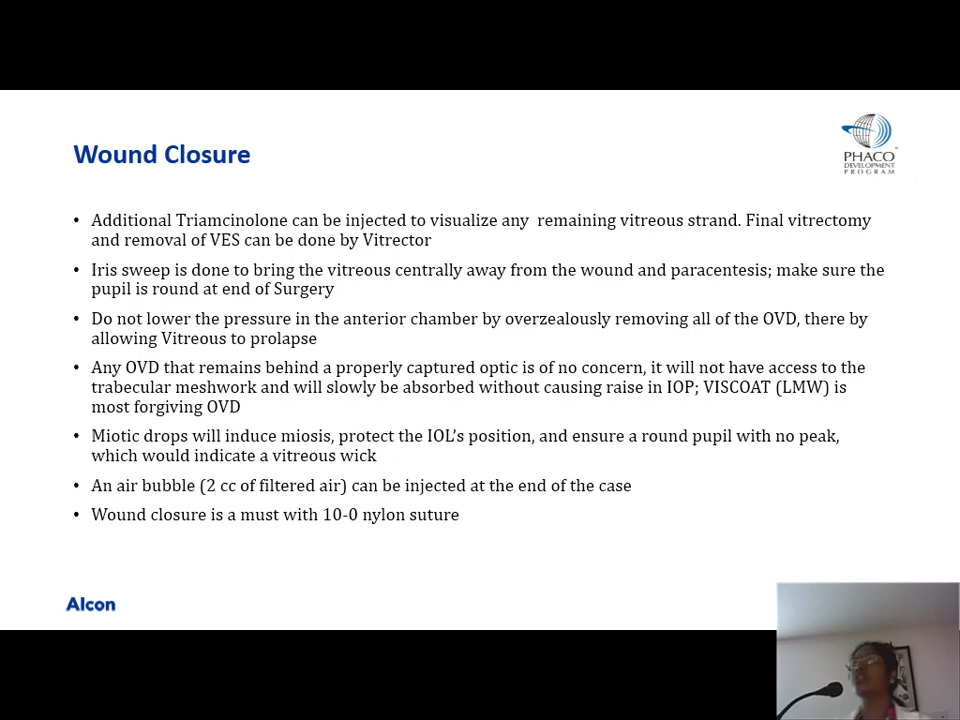 PHACO
DEVELOPMENT
PROGRAM
Wound Closure
• Additional Triamcinolone can be injected to visualize any remaining vitreous strand. Final vitrectomy
and removal of VES can be done by Vitrector
• Iris sweep is done to bring the vitreous centrally away from the wound and paracentesis; make sure the
pupil is round at end of Surgery
• Do not lower the pressure in the anterior chamber by overzealously removing all of the OVD, there by
allowing Vitreous to prolapse
• Any OVD that remains behind a properly captured optic is of no concern, it will not have access to the
trabecular meshwork and will slowly be absorbed without causing raise in IOP; VISCOAT (LMW) is
most forgiving OVD
• Miotic drops will induce miosis, protect the IOL's position, and ensure a round pupil with no peak,
which would indicate a vitreous wick
• An air bubble (2 cc of filtered air) can be injected at the end of the case
• Wound closure is a must with 10-0 nylon suture
Alcon